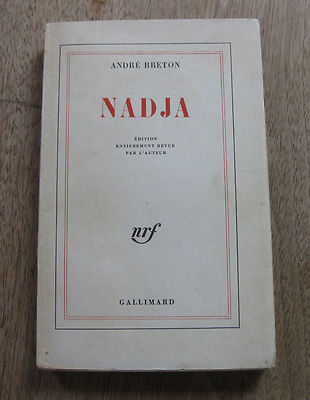 ANDRÉ BRETON
NADJA
ÉDITION
ENTIÈREMENT REVUE
PAR L'AUTEUR
nrf
GALLIMARD